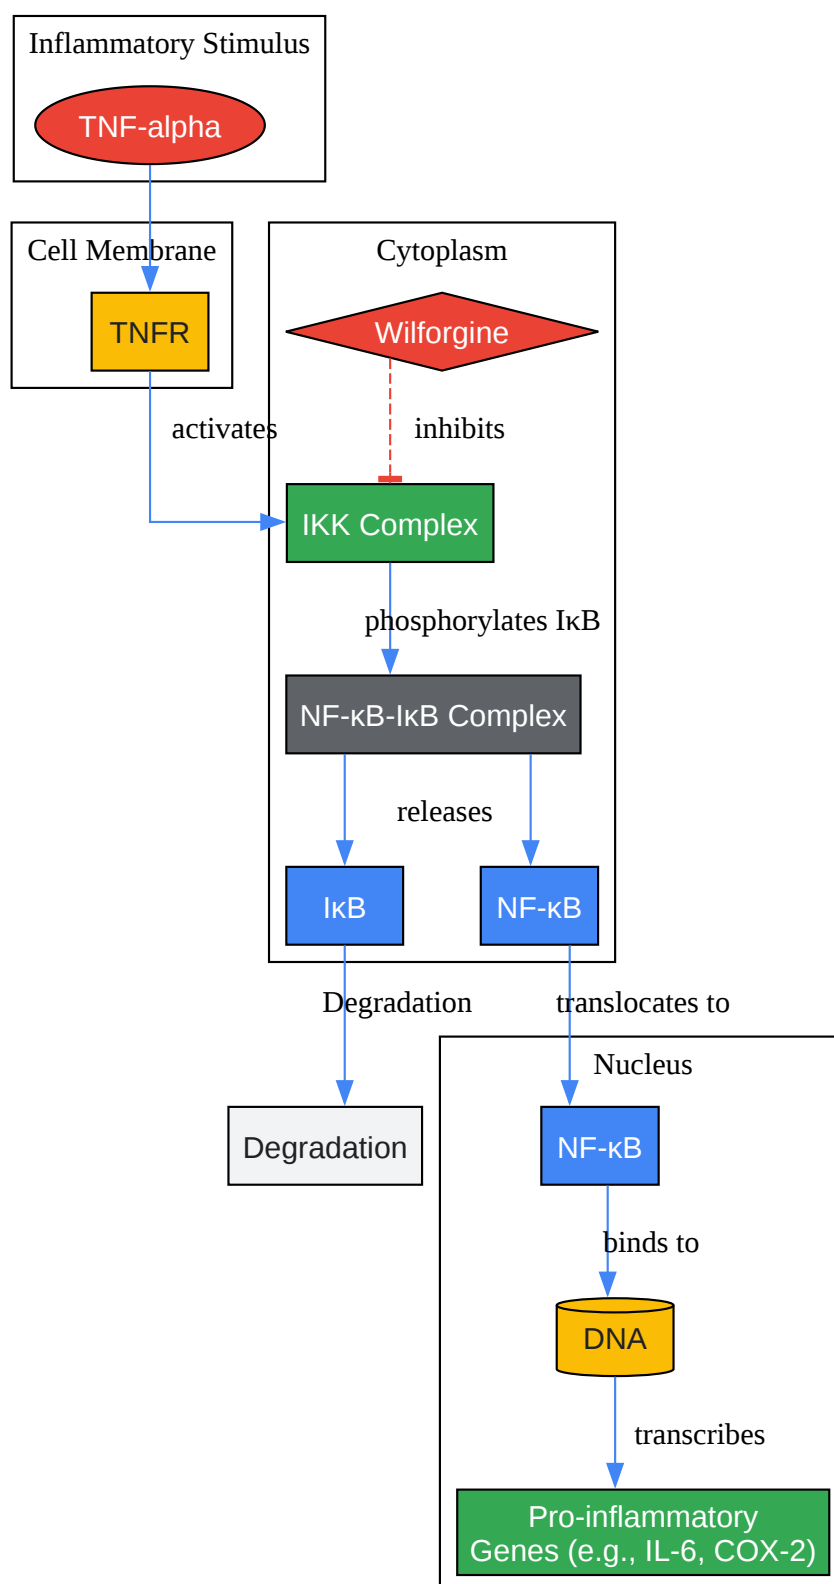 Inflammatory Stimulus
TNF-alpha
Cell Membrane
TNFR
Cytoplasm
Wilforgine
activates
inhibits
IKK Complex
phosphorylates IκB
NF-κB-IκB Complex
releases
IκB
NF-κB
Degradation
translocates to
Nucleus
Degradation
NF-κB
binds to
DNA
transcribes
Pro-inflammatory
Genes (e.g., IL-6, COX-2)